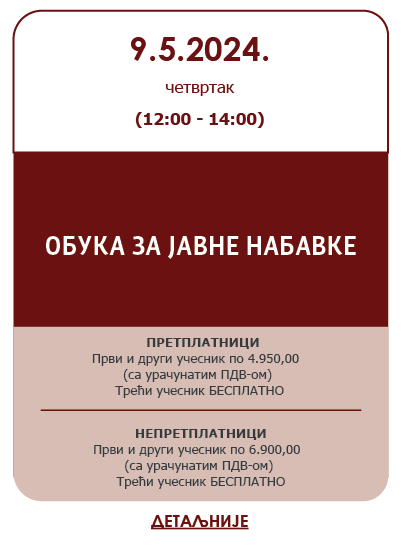 9.5.2024.
четвртак
(12:00 - 14:00)
ОБУКА ЗА ЈАВНЕ НАБАВКЕ
ПРЕТПЛАТНИЦИ
Први и други учесник по 4.950,00
(са урачунатим ПДВ-ом)
Трећи учесник БЕСПЛАТНО
НЕПРЕТПЛАТНИЦИ
Први и други учесник по 6.900,00
(са урачунатим ПДВ-ом)
Трећи учесник БЕСПЛАТНО
ДЕТАЉНИЈЕ